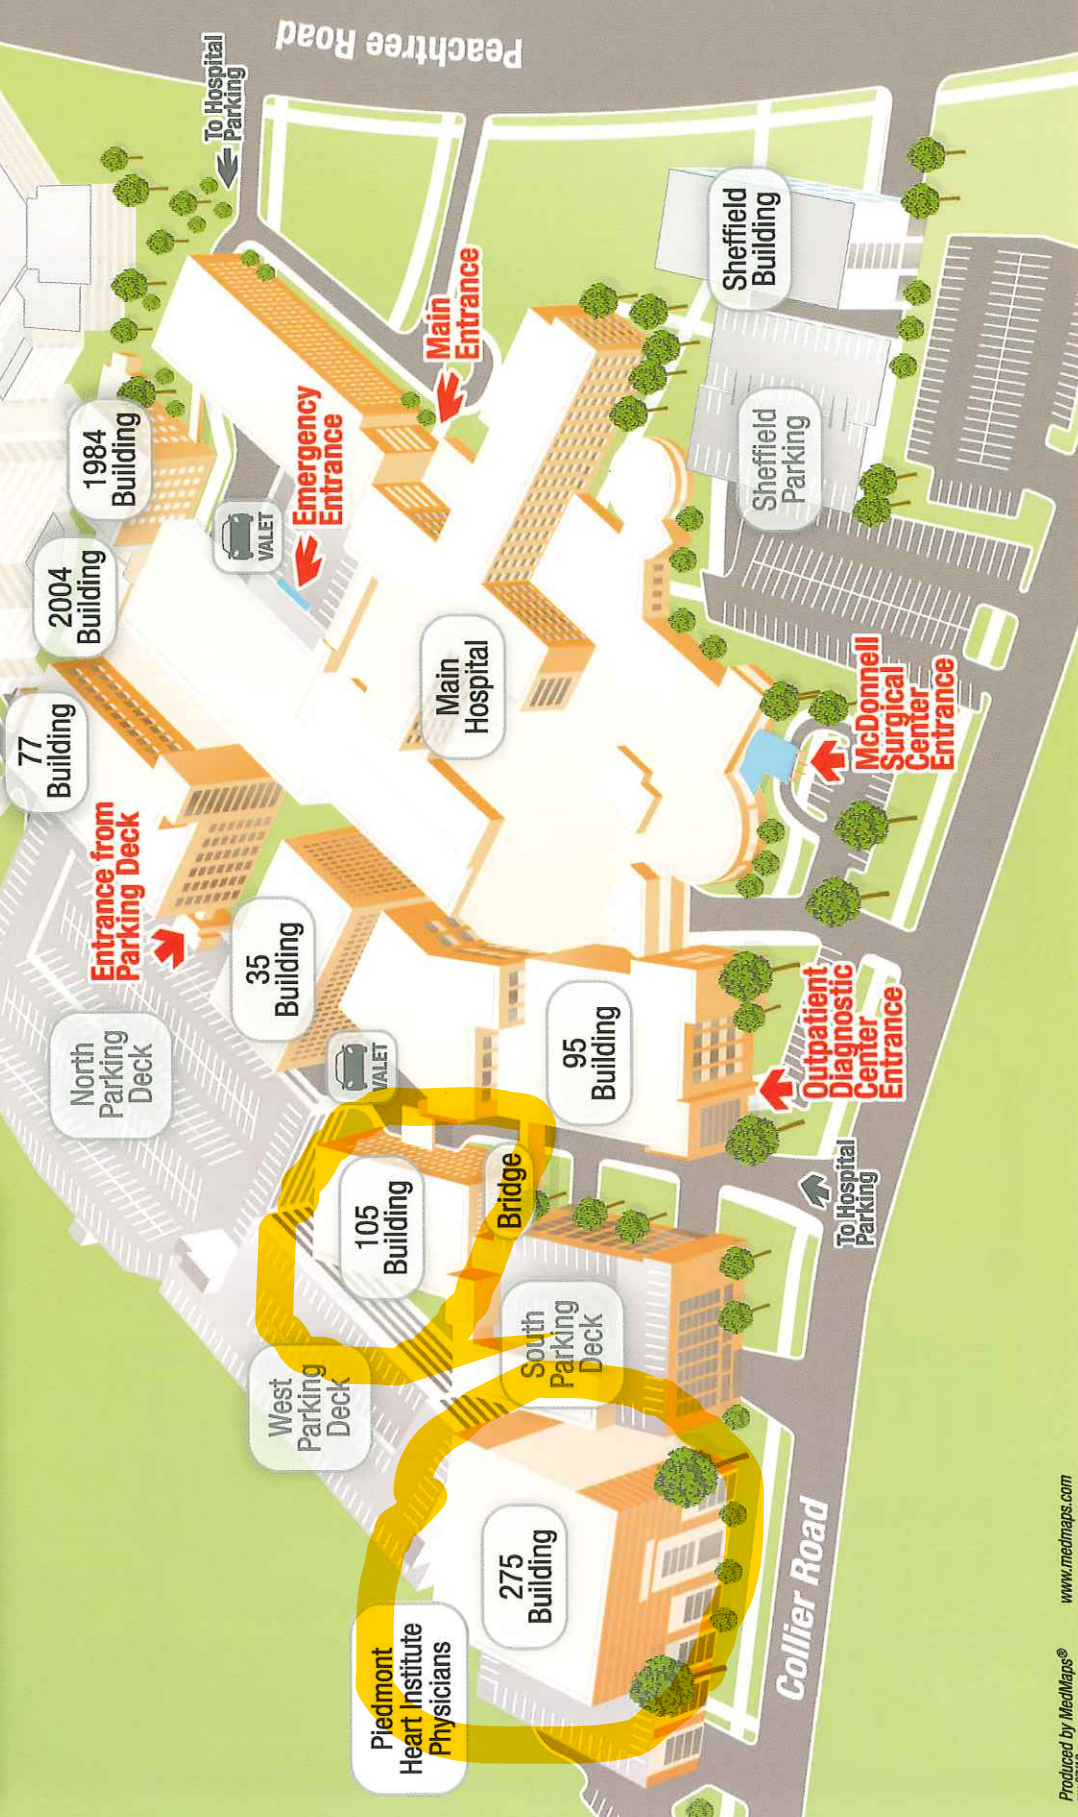 Peachtree Road
To Hospital
Parking
Sheffield
Building
Main
Entrance
Emergency
Entrance
1984
Building
VALET
Sheffield
Parking
2004
Building
77
Building
Main
Hospital
McDonnell
Surgical
Center
Entrance
Entrance from
Parking Deck
35
Building
North
Parking
Deck
VALET
95
Building
Outpatient
Diagnostic
Center
Entrance
105
Building
Bridge
To Hospital
Parking
West
Parking
Deck
South
Parking
Deck
275
Building
Collier Road
Piedmont
Heart Institute
Physicians
Produced by MedMaps® www.medmaps.com